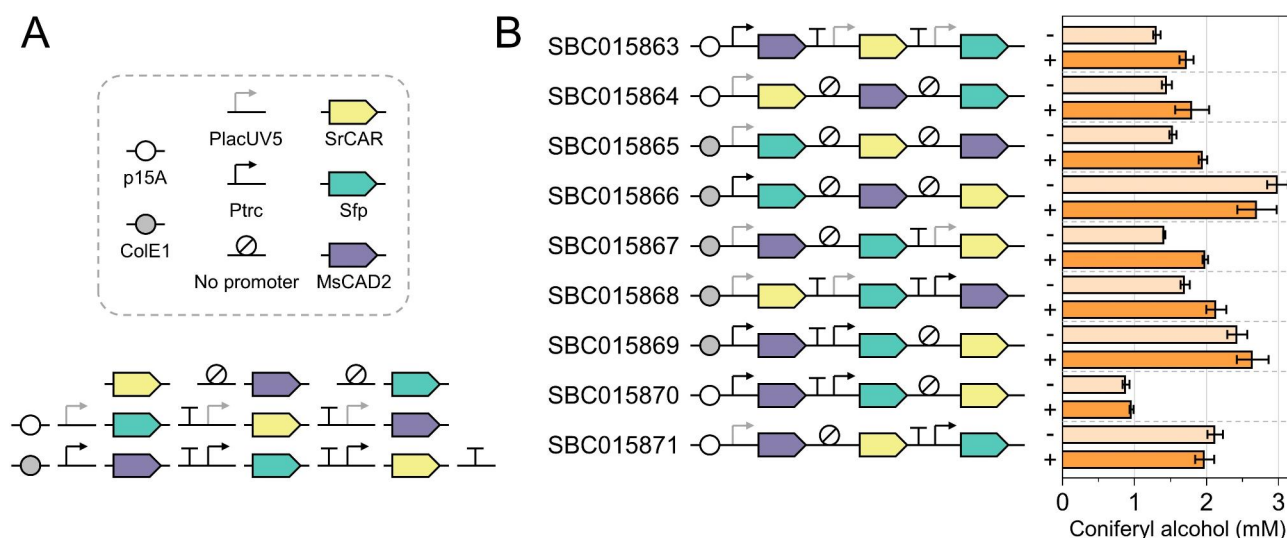 A
PlacUV5
SrCAR
p15A
Ptrc
Sfp
ColE1
No promoter
MsCAD2
B
SBC015863
-
+
SBC015864
-
+
SBC015865
-
+
SBC015866
-
+
SBC015867
-
+
SBC015868
-
+
SBC015869
-
+
SBC015870
-
+
SBC015871
-
+
0 1 2 3
Coniferyl alcohol (mM)